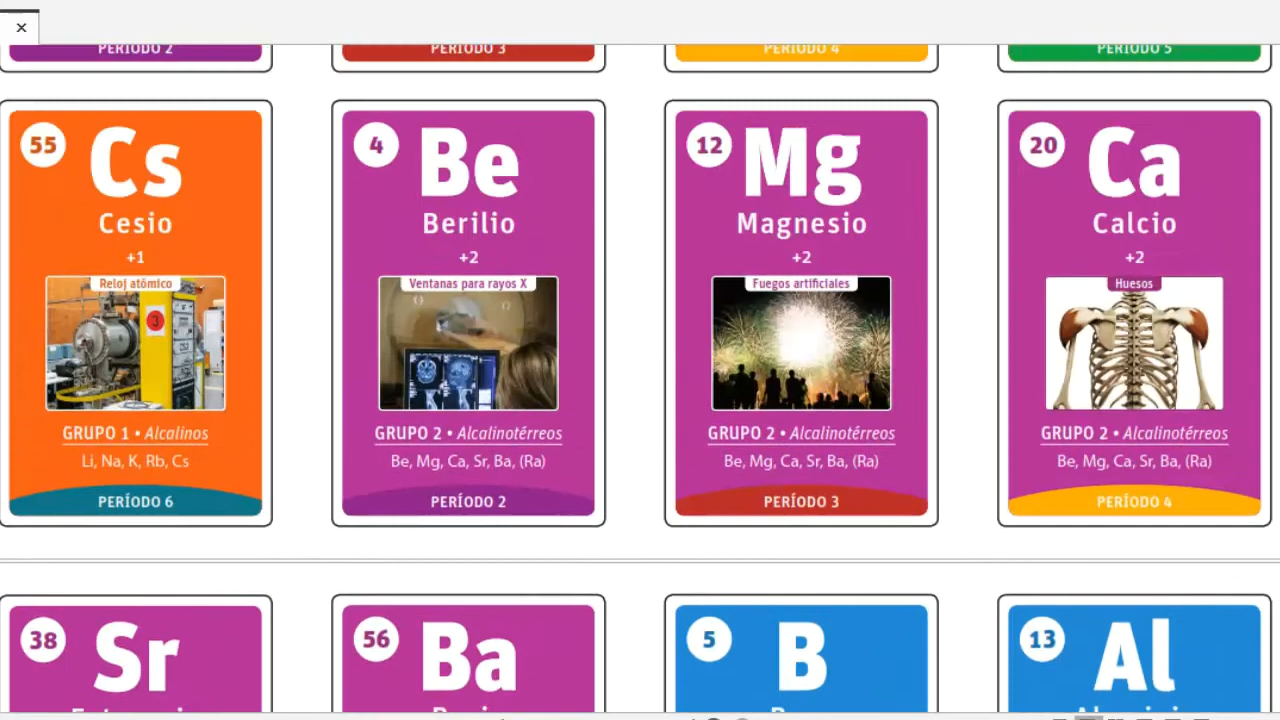 ×
PERÍODO 2
PERÍODO 3
PERÍODO 4
PERÍODO 5
55
Cs
Cesio
+1
Reloj atómico
3
GRUPO 1 • Alcalinos
Li, Na, K, Rb, Cs
PERÍODO 6
4
Be
Berilio
+2
Ventanas para rayos X
GRUPO 2 • Alcalinotérreos
Be, Mg, Ca, Sr, Ba, (Ra)
PERÍODO 2
12
Mg
Magnesio
+2
Fuegos artificiales
GRUPO 2 • Alcalinotérreos
Be, Mg, Ca, Sr, Ba, (Ra)
PERÍODO 3
20
Ca
Calcio
+2
Huesos
GRUPO 2 • Alcalinotérreos
Be, Mg, Ca, Sr, Ba, (Ra)
PERÍODO 4
38
Sr
56
Ba
5
B
13
Al